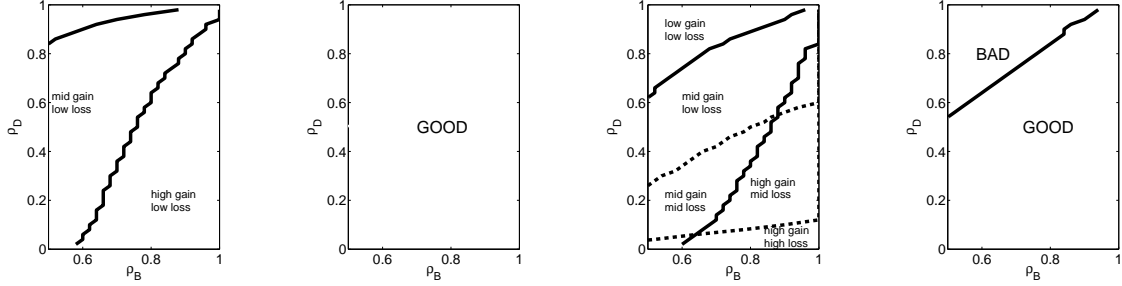 1
0.8
mid gain
low loss
0.6
ρD
0.4
0.2
high gain
low loss
0
0.6 0.8 1
ρB
1
0.8
0.6
ρD
GOOD
0.4
0.2
0
0.6 0.8 1
ρB
1
low gain
low loss
0.8
mid gain
low loss
0.6
ρD
0.4
mid gain
mid loss
high gain
mid loss
0.2
high gain
high loss
0
0.6 0.8 1
ρB
1
BAD
0.8
0.6
ρD
GOOD
0.4
0.2
0
0.6 0.8 1
ρB